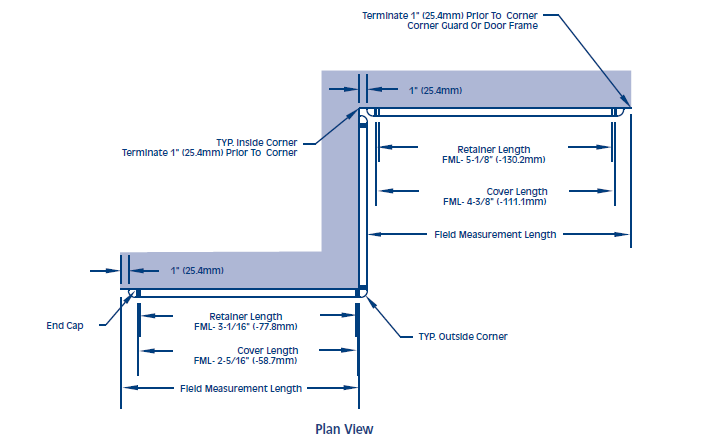 Terminate 1" (25.4mm) Prior To Corner
Corner Guard Or Door Frame
1" (25.4mm)
TYP. Inside Corner
Terminate 1" (25.4mm) Prior To Corner
Retainer Length
FML- 5-1/8" (-130.2mm)
Cover Length
FML- 4-3/8" (-111.1mm)
Field Measurement Length
1" (25.4mm)
End Cap
Retainer Length
FML- 3-1/16" (-77.8mm)
TYP. Outside Corner
Cover Length
FML- 2-5/16" (-58.7mm)
Field Measurement Length
Plan View